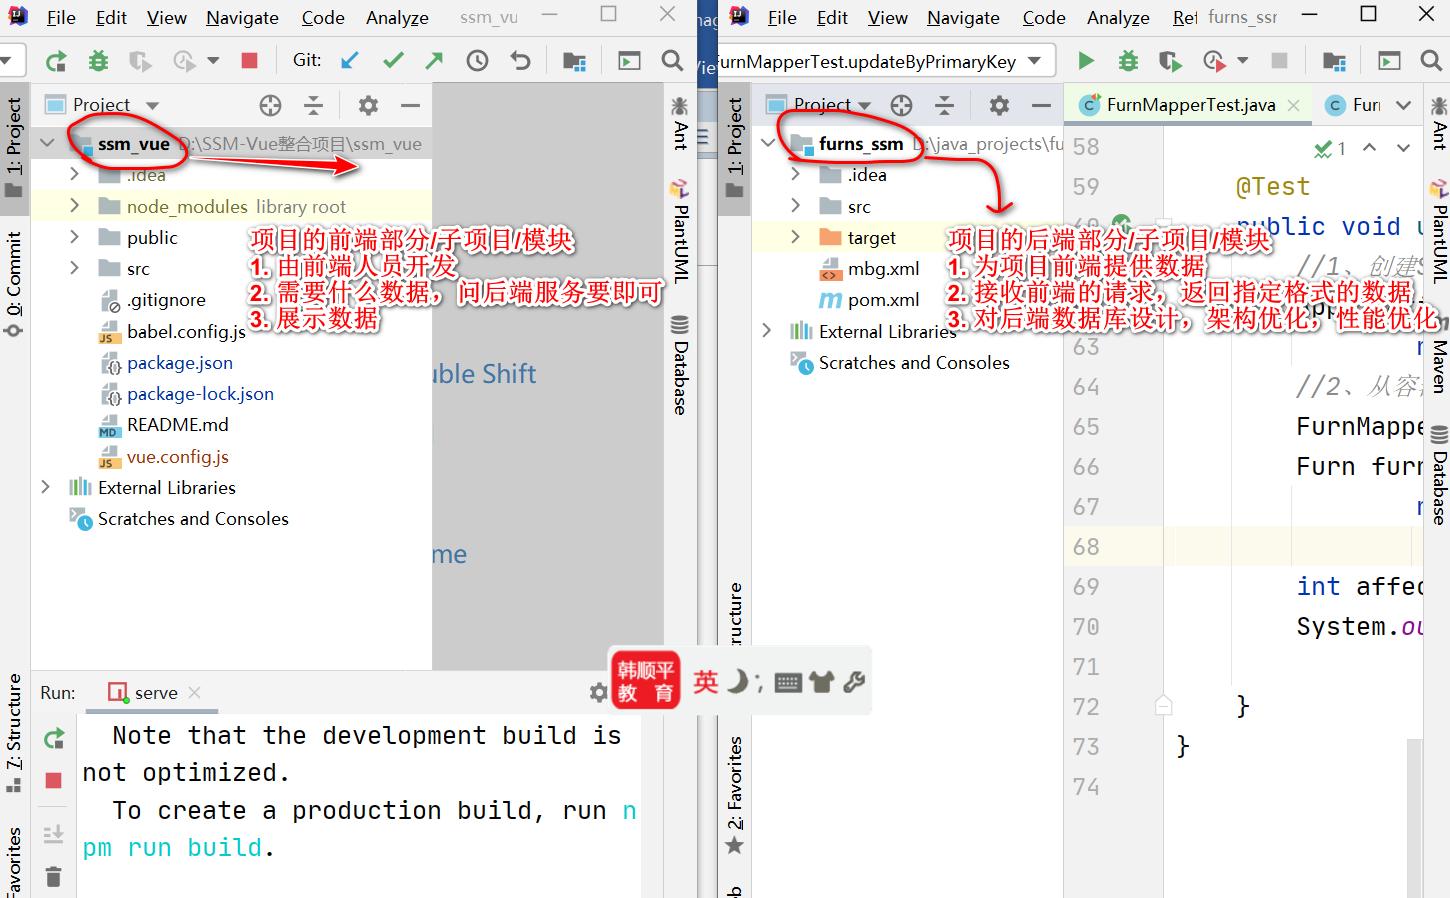 File Edit View Navigate Code Analyze ssm_vu
Git:
1: Project
0: Commit
7: Structure
Favorites
Project
ssm_vue D:\SSM-Vue整合项目\ssm_vue
.idea
node_modules library root
public
src
.gitignore
babel.config.js
package.json
package-lock.json
README.md
vue.config.js
External Libraries
Scratches and Consoles
项目的前端部分/子项目/模块
1. 由前端人员开发
2. 需要什么数据，问后端服务要即可
3. 展示数据
uble Shift
me
Ant
PlantUML
Database
Run: serve
Note that the development build is
not optimized.
To create a production build, run n
pm run build.
韩顺平
教 育
英
File Edit View Navigate Code Analyze Ref furns_ssm
urnMapperTest.updateByPrimaryKey
1: Project
ructure
2: Favorites
Project
furns_ssm D:\java_projects\fu
.idea
src
target
mbg.xml
pom.xml
External Libraries
Scratches and Consoles
项目的后端部分/子项目/模块
1. 为项目前端提供数据
2. 接收前端的请求，返回指定格式的数据
3. 对后端数据库设计，架构优化，性能优化
FurnMapperTest.java Furn
1
58
59 @Test
public void u
//1、创建S
63 n
64 //2、从容
65 FurnMappe
66 Furn furn
67 n
68
69 int affec
70 System.ou
71
72 }
73 }
74
Ant
PlantUML
Maven
Database